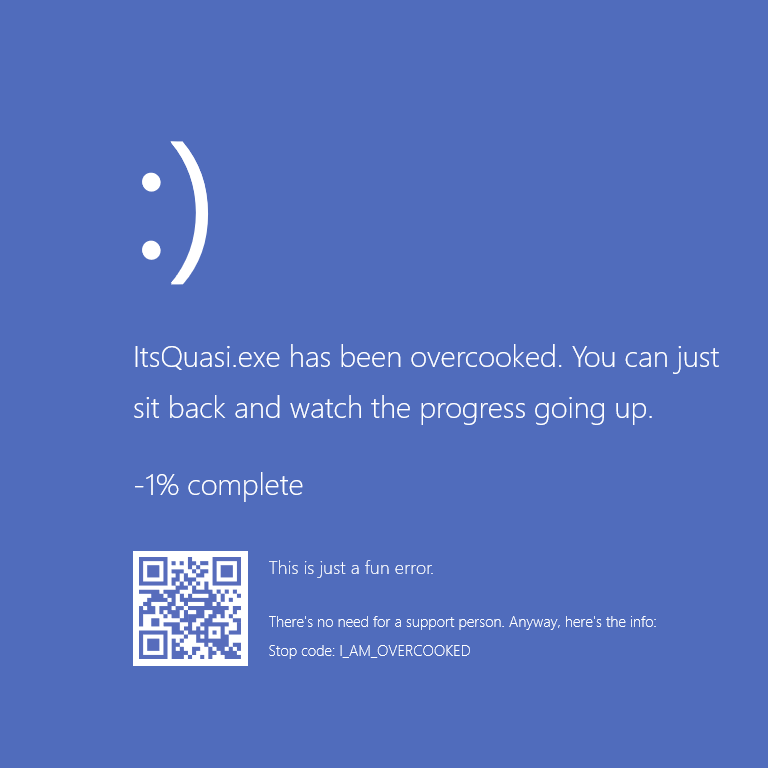 :)
ItsQuasi.exe has been overcooked. You can just
sit back and watch the progress going up.
-1% complete
This is just a fun error.
There's no need for a support person. Anyway, here's the info:
Stop code: I_AM_OVERCOOKED